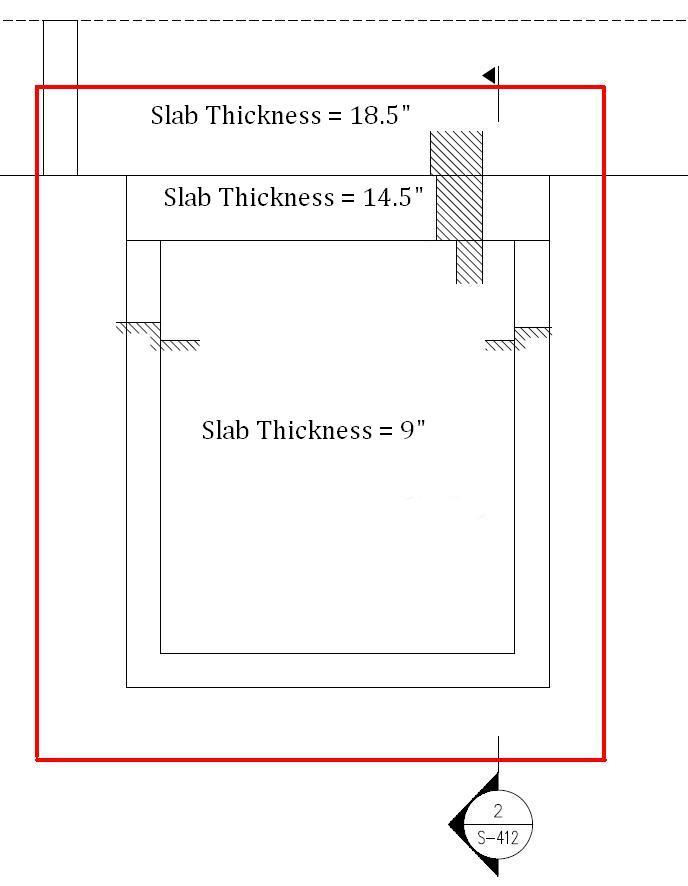 Slab Thickness = 18.5"
Slab Thickness = 14.5"
Slab Thickness = 9"
2
S-412